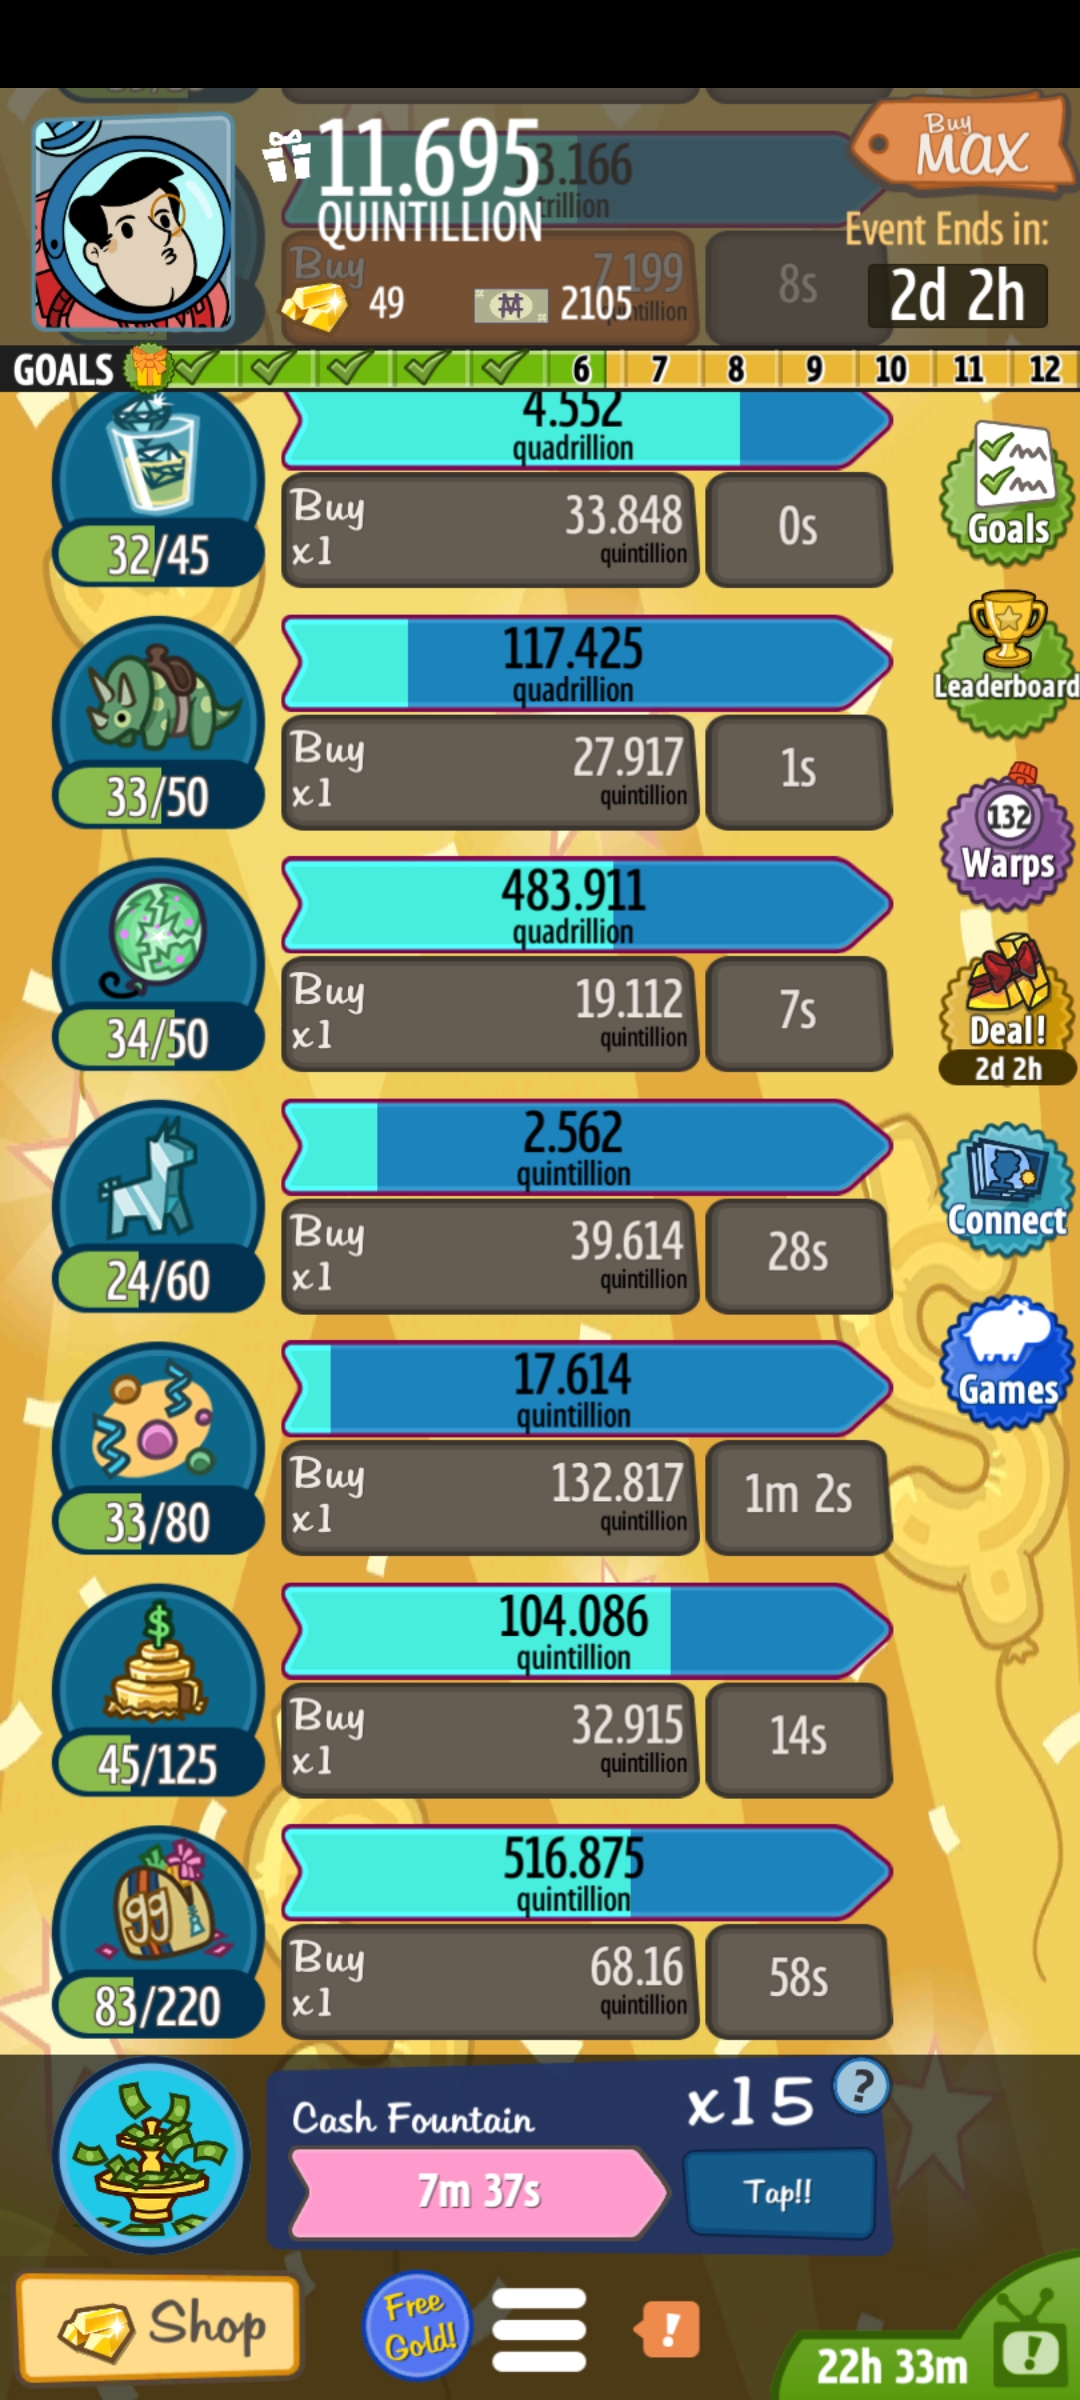 11.695
QUINTILLION
3.166
trillion
Buy
MAX
Event Ends in:
2d 2h
Buy
7.199
8s
49
2105
GOALS 6 7 8 9 10 11 12
4.552
quadrillion
Buy
x1
33.848
quintillion
0s
32/45
Goals
117.425
quadrillion
Buy
x1
27.917
quintillion
1s
33/50
Leaderboard
483.911
quadrillion
Buy
x1
19.112
quintillion
7s
34/50
132
Warps
Deal!
2d 2h
2.562
quintillion
Buy
x1
39.614
quintillion
28s
24/60
Connect
17.614
quintillion
Buy
x1
132.817
quintillion
1m 2s
33/80
Games
$
104.086
quintillion
Buy
x1
32.915
quintillion
14s
45/125
99
516.875
quintillion
Buy
x1
68.16
quintillion
58s
83/220
Cash Fountain
x15
?
7m 37s
Tap!!
Shop
Free
Gold!
!
22h 33m
!